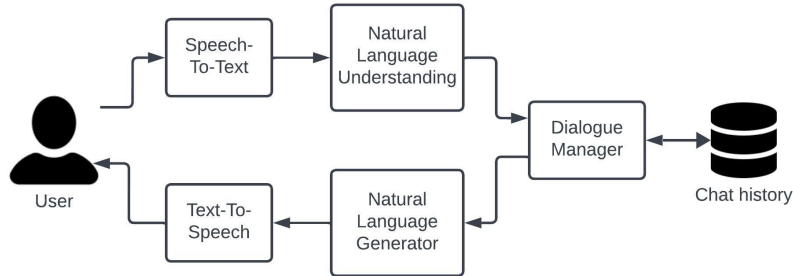 Speech-
To-Text
Natural
Language
Understanding
Dialogue
Manager
Chat history
User
Text-To-
Speech
Natural
Language
Generator